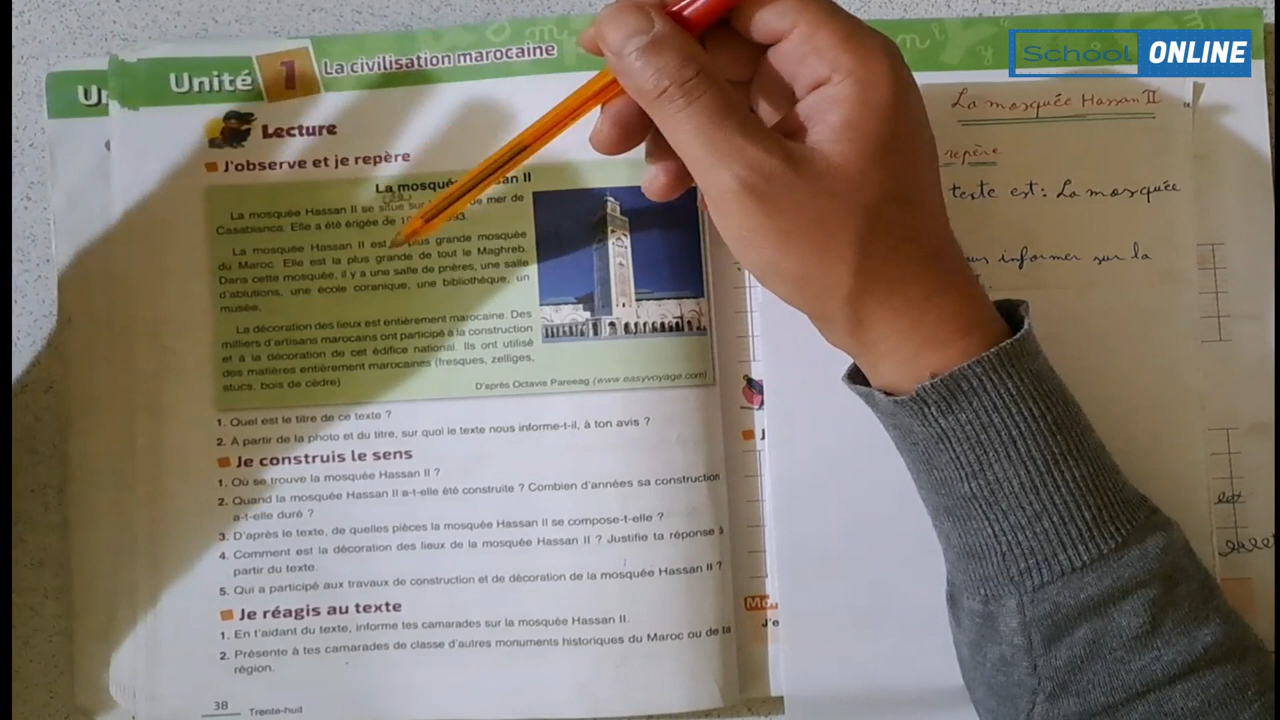 School ONLINE
Unité 1 La civilisation marocaine
Lecture
J'observe et je repère
La mosquée Hassan II
La mosquée Hassan II se situe sur de mer de
Casablanca. Elle a été érigée de
La mosquée Hassan II est plus grande mosquée
du Maroc. Elle est la plus grande de tout le Maghreb.
Dans cette mosquée, il y a une salle de prières, une salle
d'ablutions, une école coranique, une bibliothèque, un
musée.
La décoration des lieux est entièrement marocaine. Des
milliers d'artisans marocains ont participé à la construction
et à la décoration de cet édifice national. Ils ont utilisé
des matières entièrement marocaines (fresques, zelliges,
stucs, bois de cèdre)
D'après Octavie Pareeag (www.easyvoyage.com)
1. Quel est le titre de ce texte ?
2. A partir de la photo et du titre, sur quoi le texte nous informe-t-il, à ton avis ?
Je construis le sens
1. Où se trouve la mosquée Hassan II ?
2. Quand la mosquée Hassan II a-t-elle été construite ? Combien d'années sa construction
a-t-elle duré ?
3. D'après le texte, de quelles pièces la mosquée Hassan II se compose-t-elle ?
4. Comment est la décoration des lieux de la mosquée Hassan II ? Justifie ta réponse à
partir du texte.
5. Qui a participé aux travaux de construction et de décoration de la mosquée Hassan II ?
Je réagis au texte
1. En t'aidant du texte, informe tes camarades sur la mosquée Hassan II.
2. Présente à tes camarades de classe d'autres monuments historiques du Maroc ou de ta
région.
38 Trente-huit
La mosquée Hassan II
repère
texte est : La mosquée
informer sur la